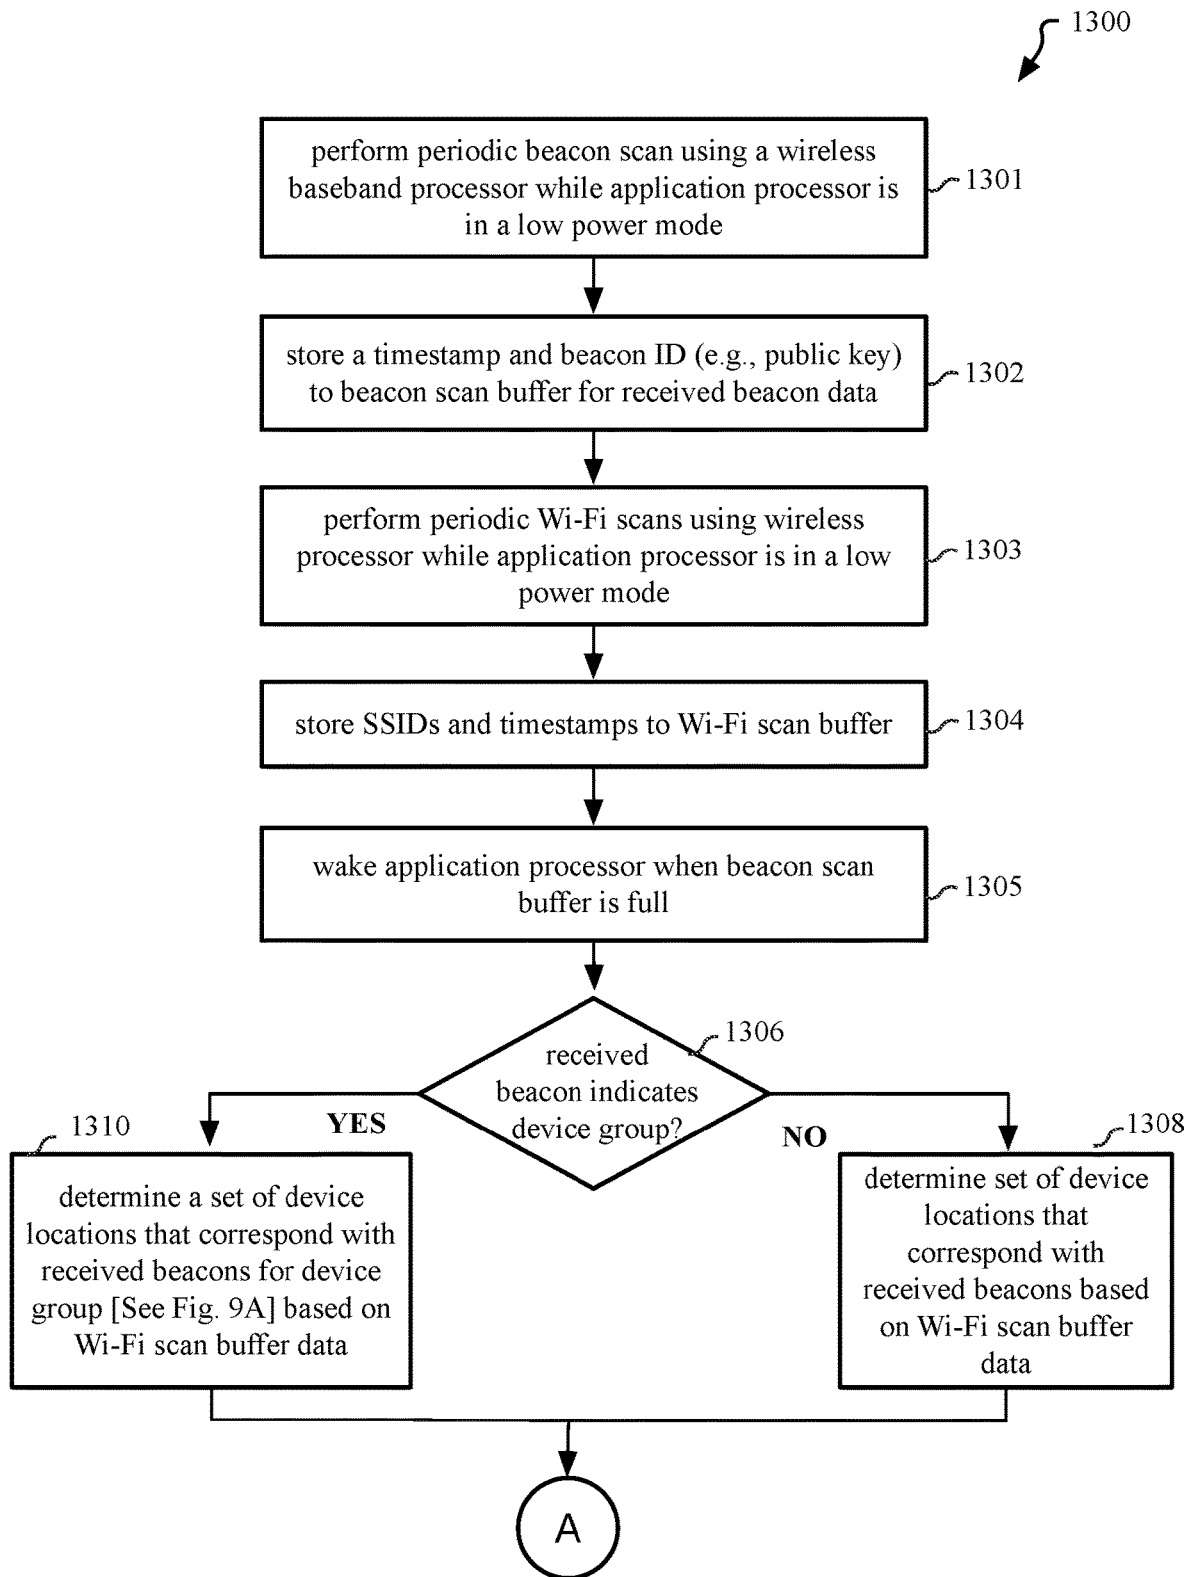 1300
perform periodic beacon scan using a wireless
baseband processor while application processor is
in a low power mode
1301
store a timestamp and beacon ID (e.g., public key)
to beacon scan buffer for received beacon data
1302
perform periodic Wi-Fi scans using wireless
processor while application processor is in a low
power mode
1303
store SSIDs and timestamps to Wi-Fi scan buffer
1304
wake application processor when beacon scan
buffer is full
1305
1306
received
beacon indicates
device group?
YES
NO
1310
determine a set of device
locations that correspond with
received beacons for device
group [See Fig. 9A] based on
Wi-Fi scan buffer data
1308
determine set of device
locations that
correspond with
received beacons based
on Wi-Fi scan buffer
data
A